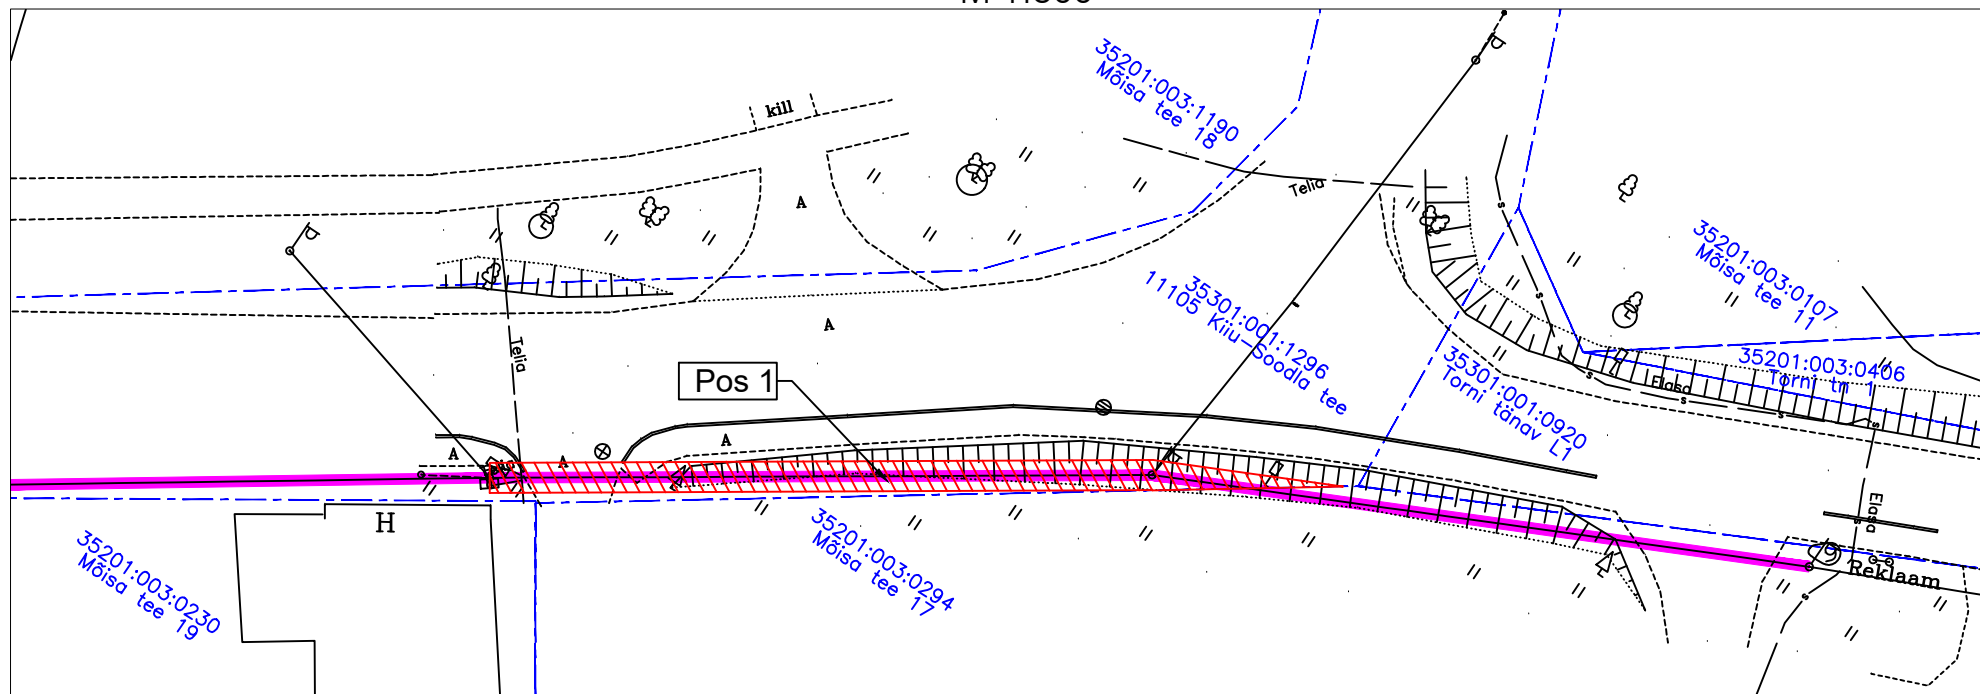 35201:003:1190
Mõisa tee 18
kill
A
Telia
35201:003:0107
Mõisa tee 11
A
35301:001:1296
11105 Kiiu-Soodla tee
Telia
Pos 1
35301:001:0920
Torni tänav L1
35201:003:0406
Torni tn 1
Elasa
A
A
A
H
35201:003:0230
Mõisa tee 19
35201:003:0294
Mõisa tee 17
Elasa
Reklaam